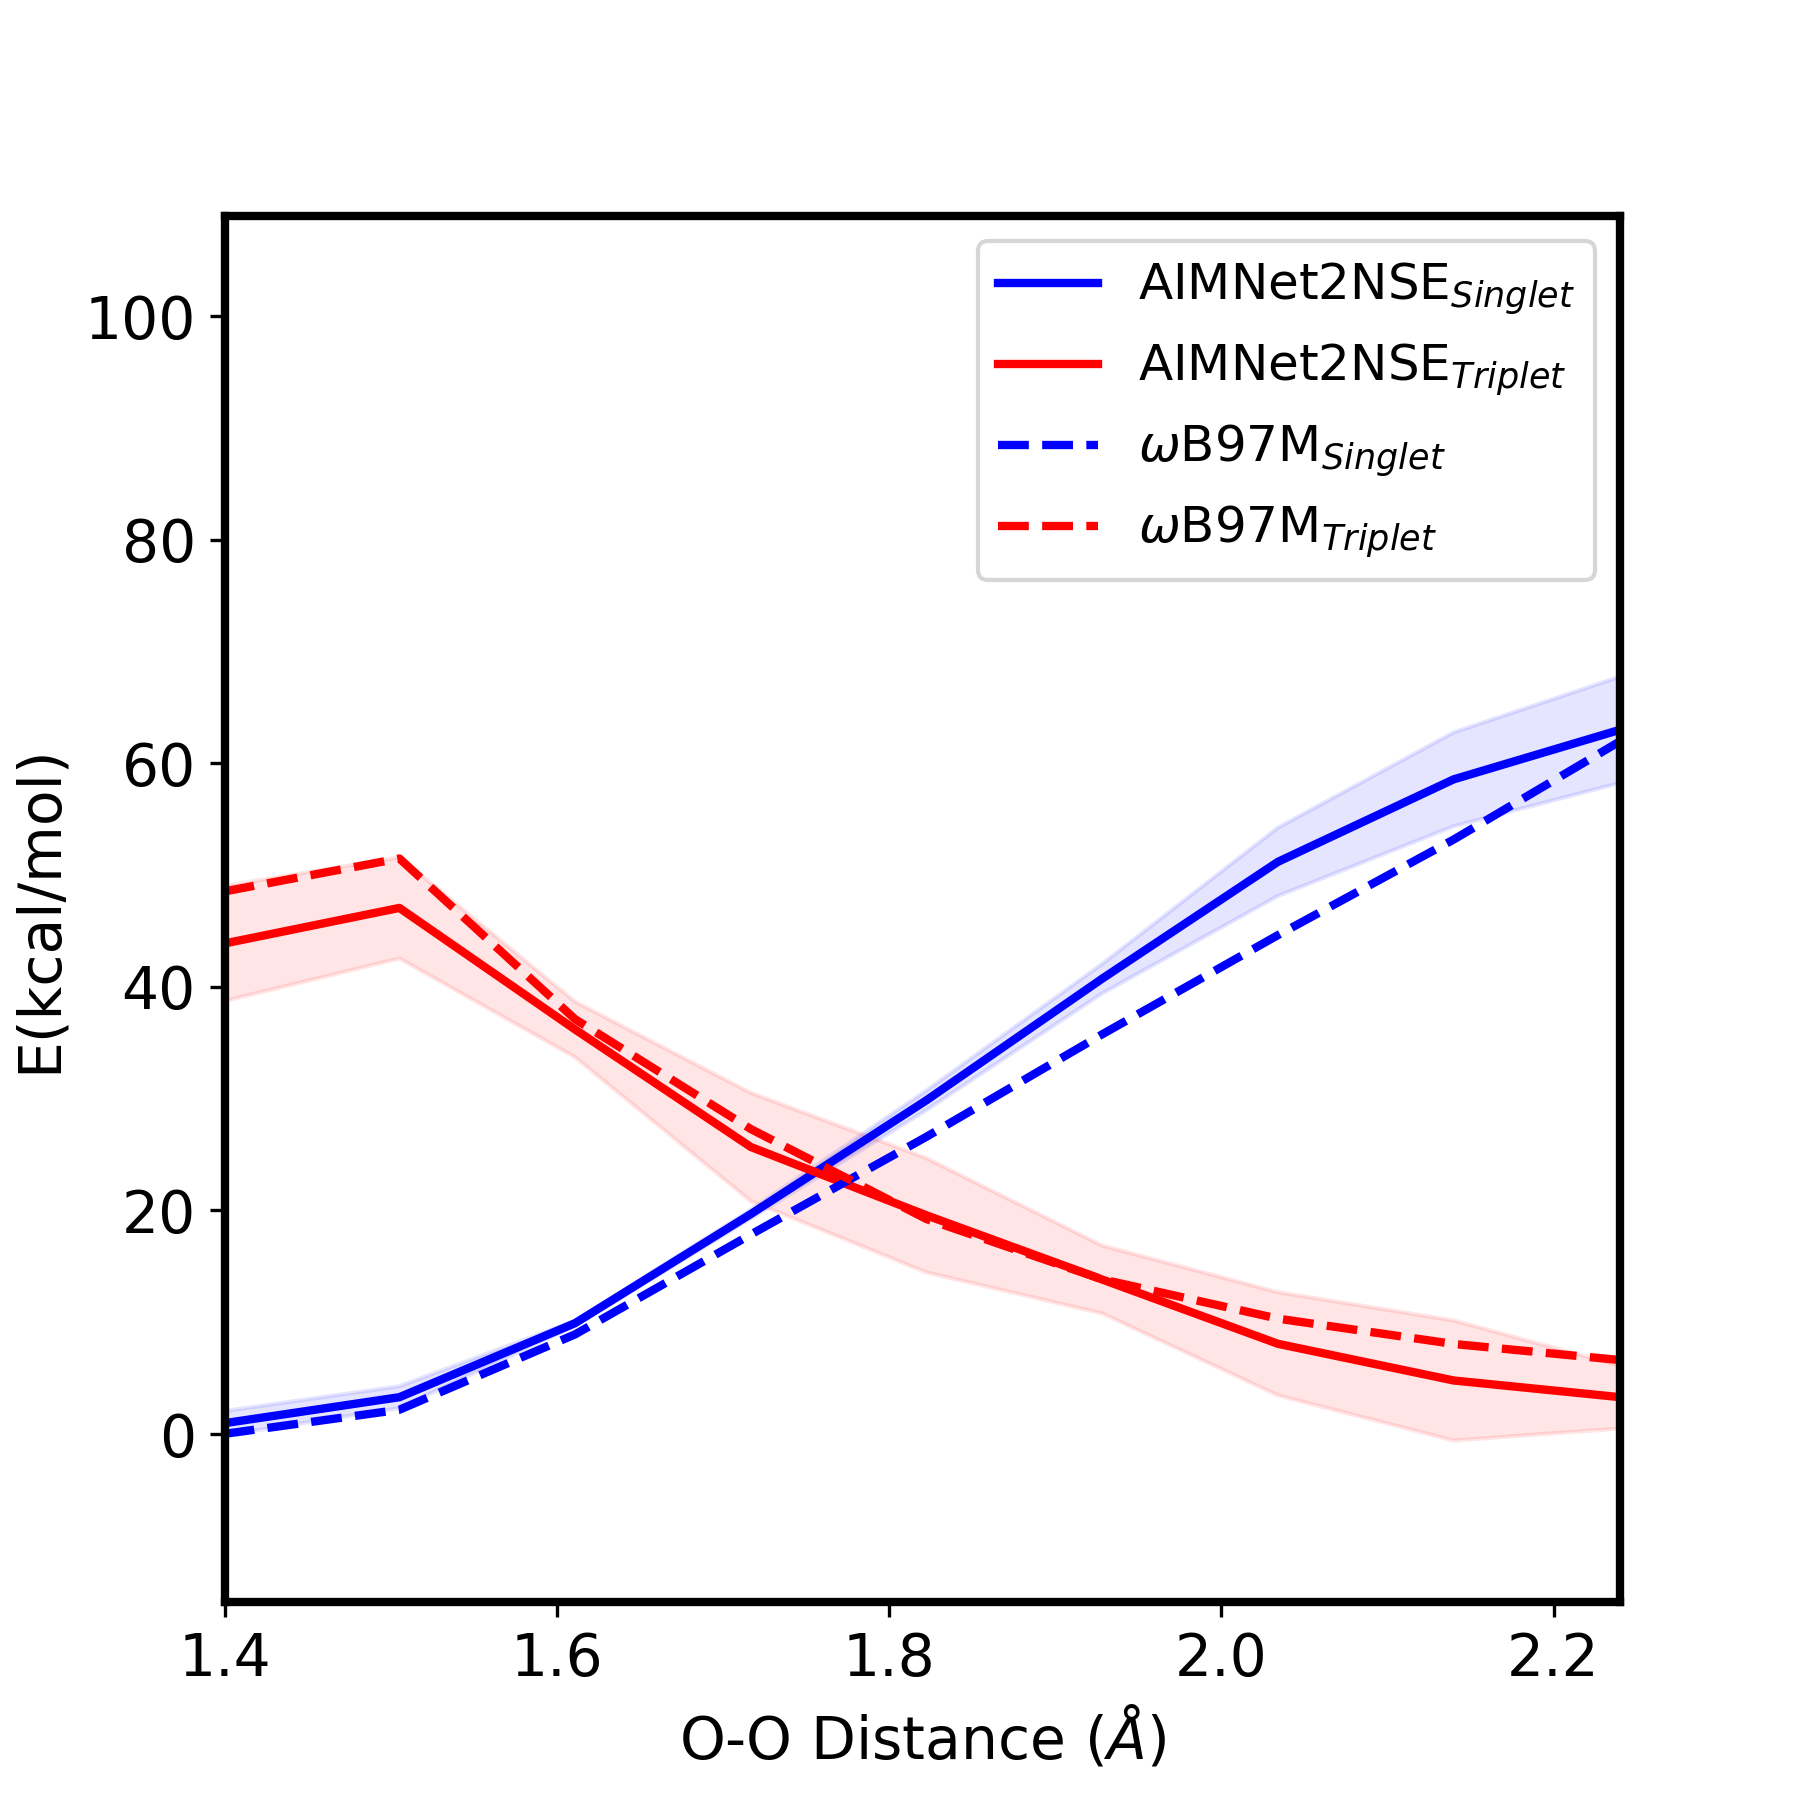 AIMNet2NSE_Singlet
AIMNet2NSE_Triplet
ωB97M_Singlet
ωB97M_Triplet
E(kcal/mol)
100
80
60
40
20
0
1.4 1.6 1.8 2.0 2.2
O-O Distance (Å)